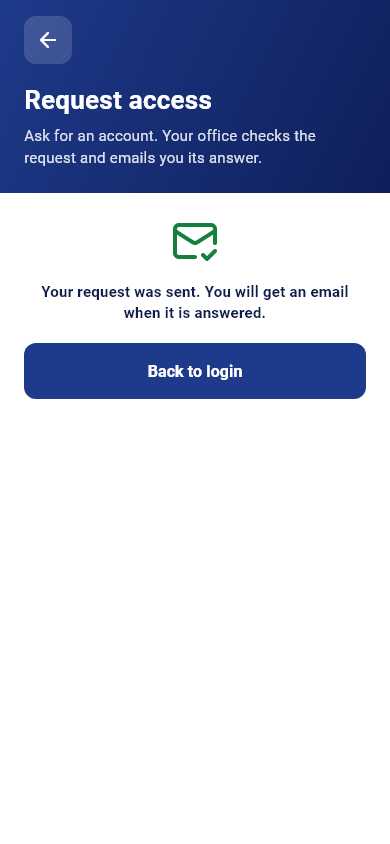 Request access
Ask for an account. Your office checks the
request and emails you its answer.
Your request was sent. You will get an email
when it is answered.
Back to login